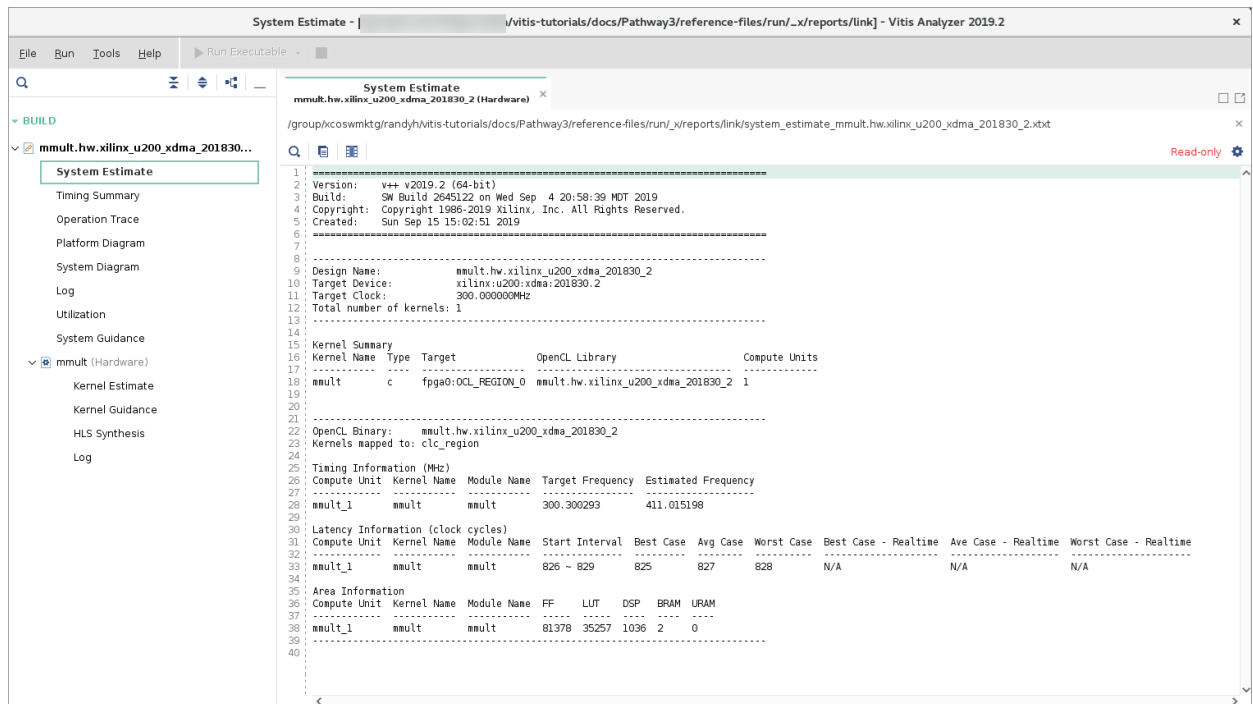 System Estimate - [ /vitis-tutorials/docs/Pathway3/reference-files/run/_x/reports/link] - Vitis Analyzer 2019.2
File Run Tools Help Run Executable
BUILD
mmult.hw.xilinx_u200_xdma_201830...
System Estimate
Timing Summary
Operation Trace
Platform Diagram
System Diagram
Log
Utilization
System Guidance
mmult (Hardware)
Kernel Estimate
Kernel Guidance
HLS Synthesis
Log
System Estimate
mmult.hw.xilinx_u200_xdma_201830_2 (Hardware)
/group/xcoswmktg/randyh/vitis-tutorials/docs/Pathway3/reference-files/run/_x/reports/link/system_estimate_mmult.hw.xilinx_u200_xdma_201830_2.xtxt
Read-only
1 ===============================================================================
2 Version:    v++ v2019.2 (64-bit)
3 Build:      SW Build 2645122 on Wed Sep  4 20:58:39 MDT 2019
4 Copyright:  Copyright 1986-2019 Xilinx, Inc. All Rights Reserved.
5 Created:    Sun Sep 15 15:02:51 2019
6 ===============================================================================
7
8 -------------------------------------------------------------------------------
9 Design Name:             mmult.hw.xilinx_u200_xdma_201830_2
10 Target Device:           xilinx:u200:xdma:201830.2
11 Target Clock:            300.000000MHz
12 Total number of kernels: 1
13 -------------------------------------------------------------------------------
14
15 Kernel Summary
16 Kernel Name  Type  Target              OpenCL Library                      Compute Units
17 -----------  ----  ------------------  ----------------------------------  -------------
18 mmult        c     fpga0:OCL_REGION_0  mmult.hw.xilinx_u200_xdma_201830_2  1
19
20
21 -------------------------------------------------------------------------------
22 OpenCL Binary:     mmult.hw.xilinx_u200_xdma_201830_2
23 Kernels mapped to: clc_region
24
25 Timing Information (MHz)
26 Compute Unit  Kernel Name  Module Name  Target Frequency  Estimated Frequency
27 ------------  -----------  -----------  ----------------  -------------------
28 mmult_1       mmult        mmult        300.300293        411.015198
29
30 Latency Information (clock cycles)
31 Compute Unit  Kernel Name  Module Name  Start Interval  Best Case  Avg Case  Worst Case  Best Case - Realtime  Ave Case - Realtime  Worst Case - Realtime
32 ------------  -----------  -----------  --------------  ---------  --------  ----------  --------------------  -------------------  ---------------------
33 mmult_1       mmult        mmult        826 ~ 829       825        827       828         N/A                   N/A                  N/A
34
35 Area Information
36 Compute Unit  Kernel Name  Module Name  FF     LUT    DSP   BRAM  URAM
37 ------------  -----------  -----------  -----  -----  ----  ----  ----
38 mmult_1       mmult        mmult        81378  35257  1036  2     0
39 -------------------------------------------------------------------------------
40